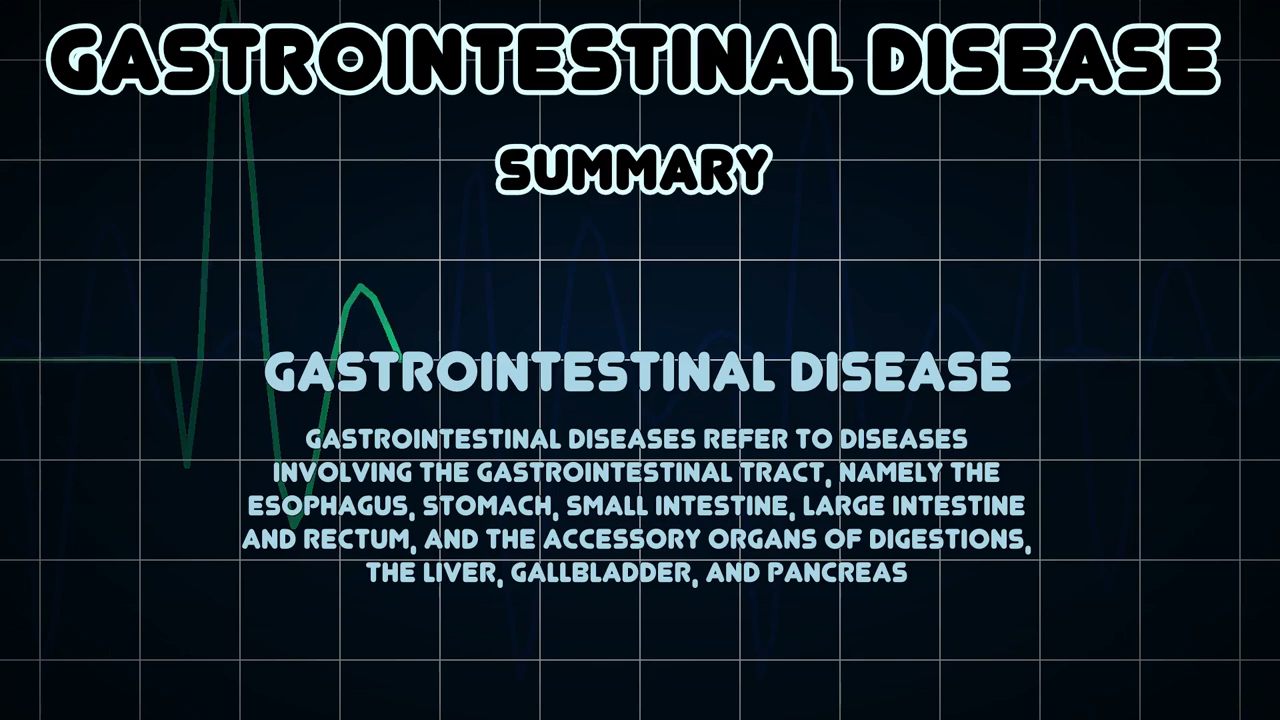 GASTROINTESTINAL DISEASE
SUMMARY
GASTROINTESTINAL DISEASE
GASTROINTESTINAL DISEASES REFER TO DISEASES
INVOLVING THE GASTROINTESTINAL TRACT, NAMELY THE
ESOPHAGUS, STOMACH, SMALL INTESTINE, LARGE INTESTINE
AND RECTUM, AND THE ACCESSORY ORGANS OF DIGESTIONS,
THE LIVER, GALLBLADDER, AND PANCREAS